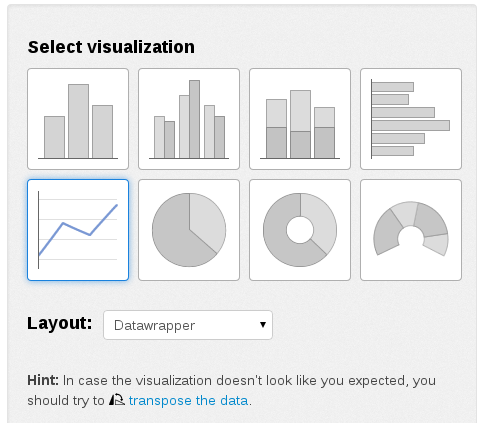 Select visualization
Layout: Datawrapper
Hint: In case the visualization doesn't look like you expected, you
should try to transpose the data.